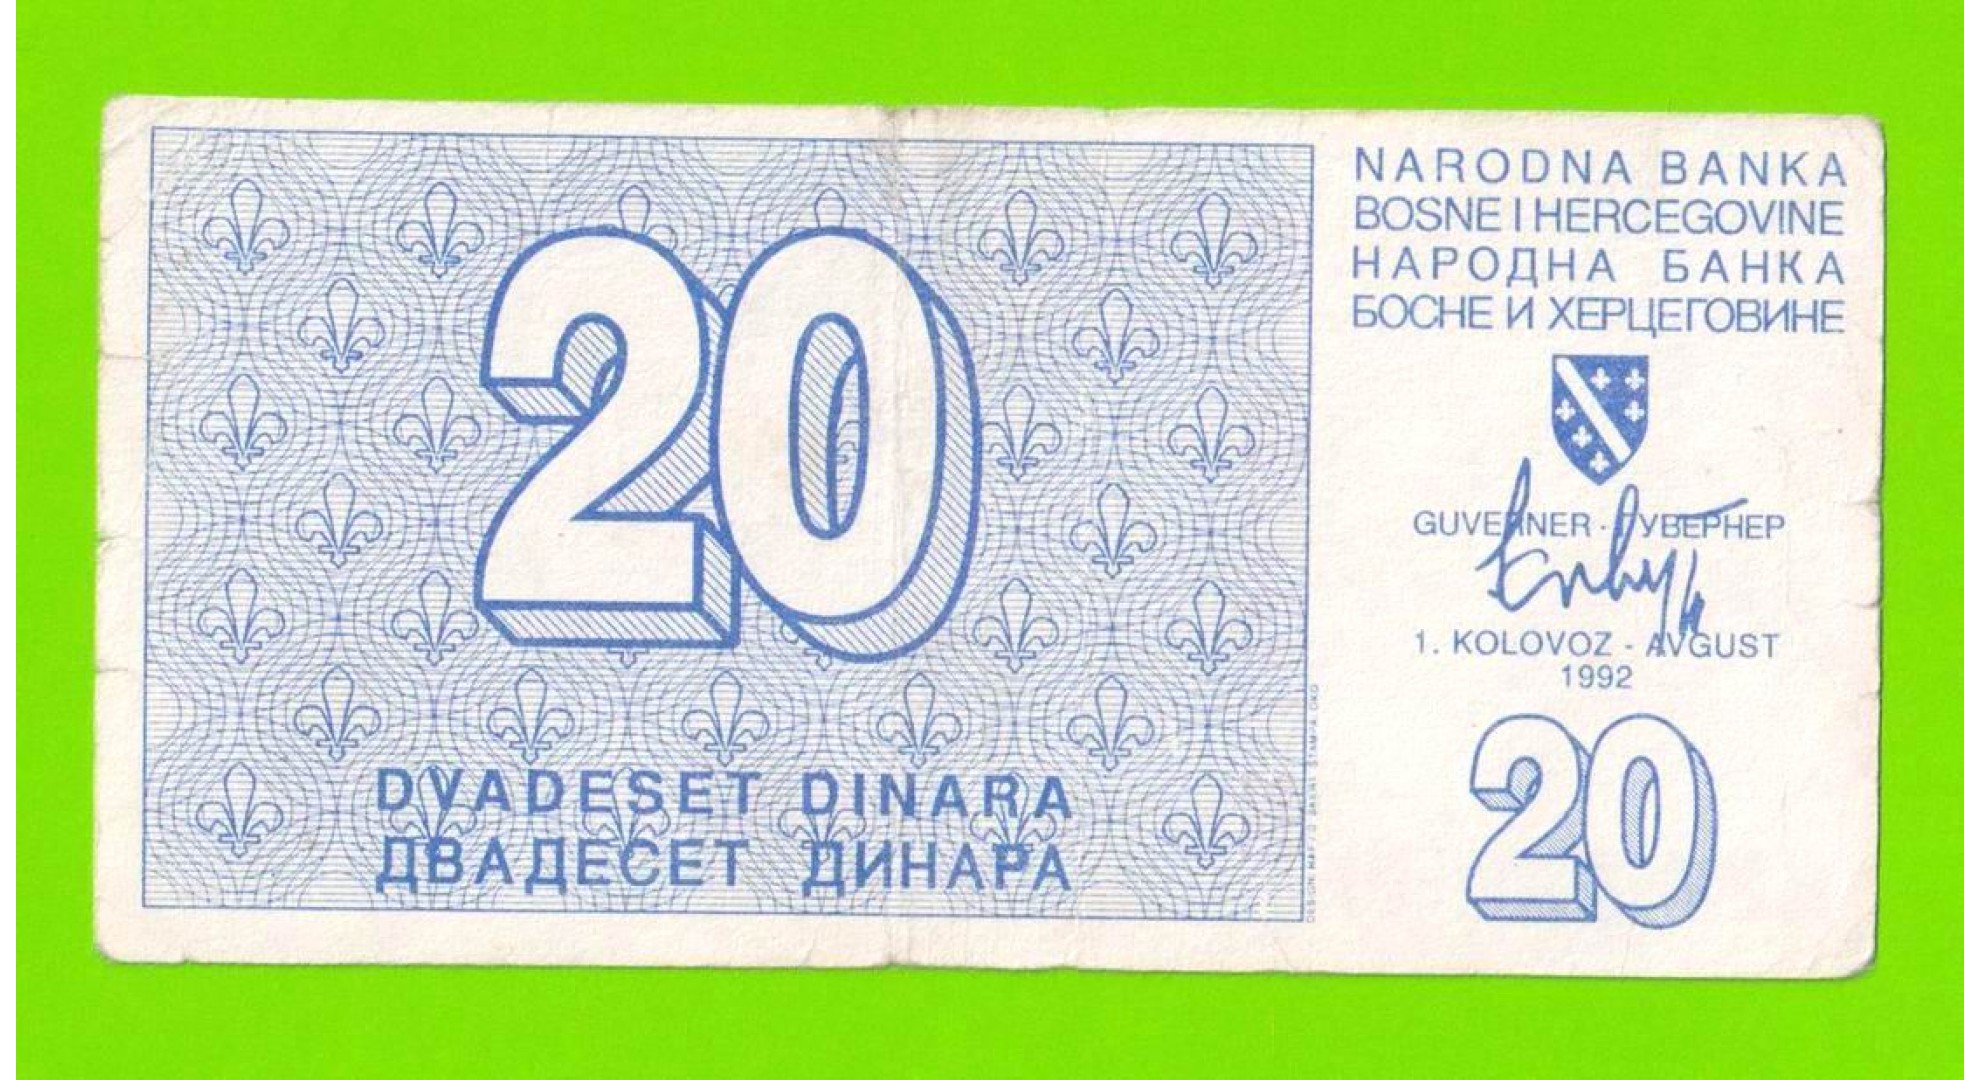 20
DVADESET DINARA
ДВАДЕСЕТ ДИНАРА
NARODNA BANKA
BOSNE I HERCEGOVINE
НАРОДНА БАНКА
БОСНЕ И ХЕРЦЕГОВИНЕ
GUVERNER - ГУВЕРНЕР
1. KOLOVOZ - AVGUST
1992
20